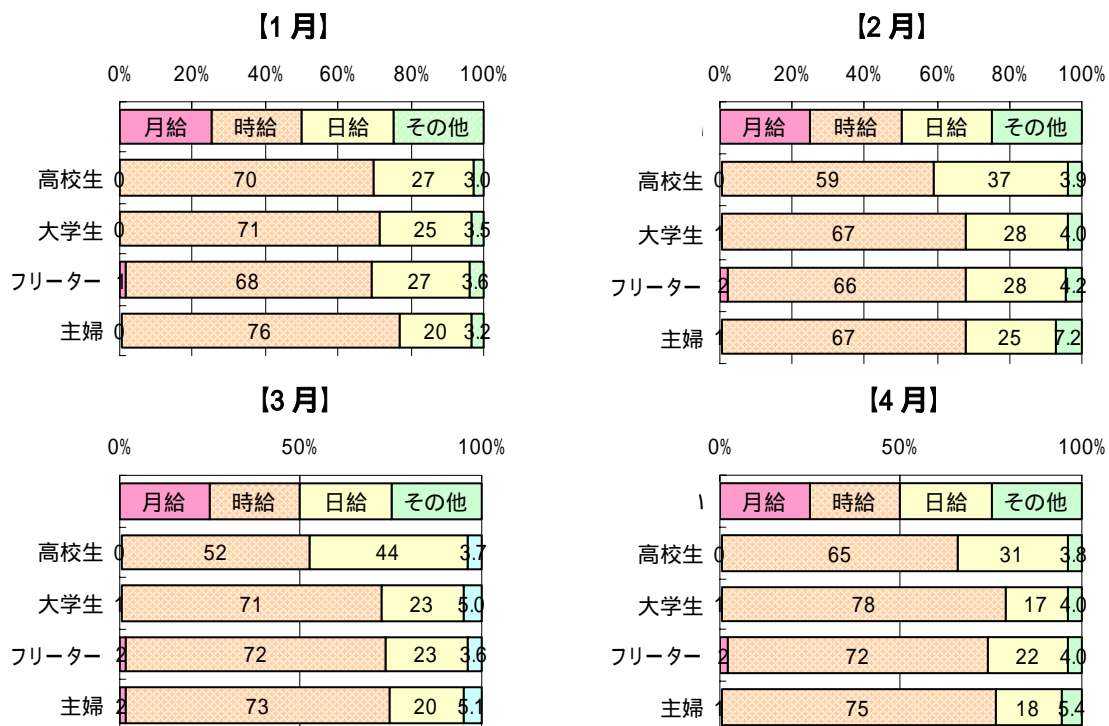 【1 月】
0% 20% 40% 60% 80% 100%
月給 時給 日給 その他
高校生 0 70 27 3.0
大学生 0 71 25 3.5
フリーター 1 68 27 3.6
主婦 0 76 20 3.2
【2 月】
0% 20% 40% 60% 80% 100%
月給 時給 日給 その他
高校生 0 59 37 3.9
大学生 1 67 28 4.0
フリーター 2 66 28 4.2
主婦 1 67 25 7.2
【3 月】
0% 50% 100%
月給 時給 日給 その他
高校生 0 52 44 3.7
大学生 1 71 23 5.0
フリーター 2 72 23 3.6
主婦 2 73 20 5.1
【4 月】
0% 50% 100%
月給 時給 日給 その他
高校生 0 65 31 3.8
大学生 1 78 17 4.0
フリーター 2 72 22 4.0
主婦 1 75 18 5.4